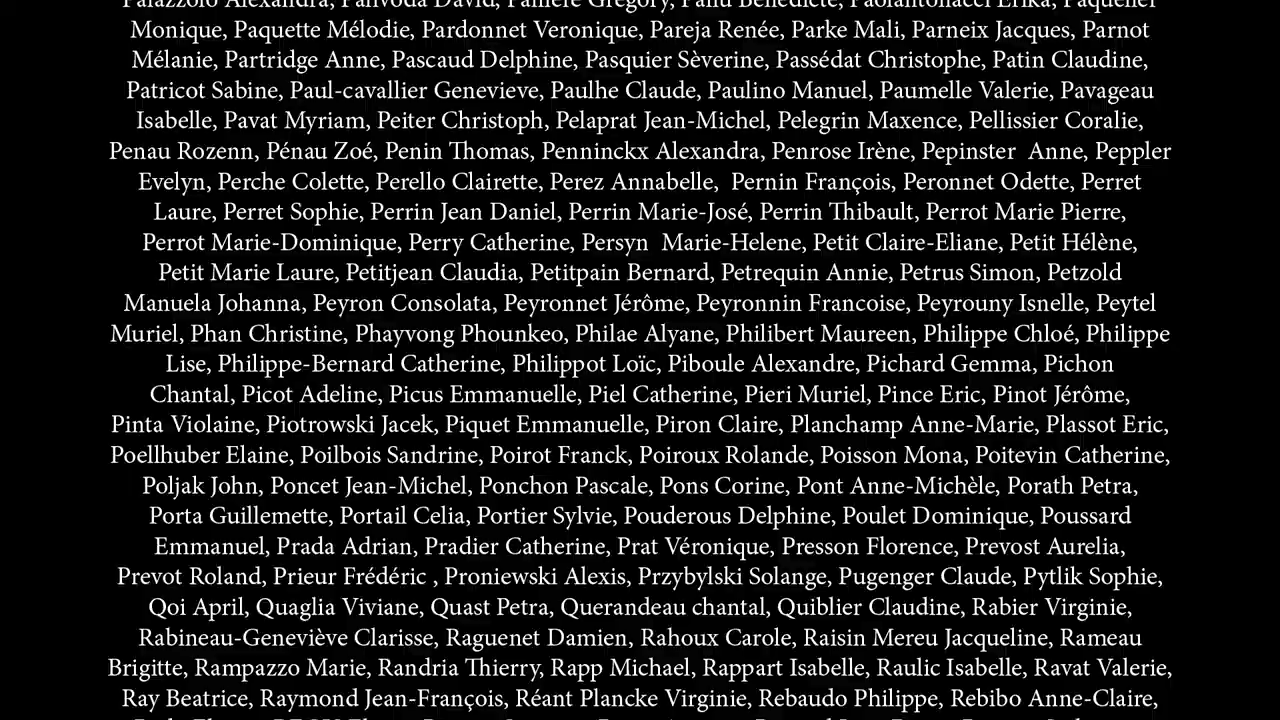 Palazzolo Alexandra, Panvoda David, Panière Gregory, Panu Bénédicte, Paolantonacci Erika, Paquelier
Monique, Paquette Mélodie, Pardonnet Veronique, Pareja Renée, Parke Mali, Parneix Jacques, Parnot
Mélanie, Partridge Anne, Pascaud Delphine, Pasquier Sèverine, Passédat Christophe, Patin Claudine,
Patricot Sabine, Paul-cavallier Genevieve, Paulhe Claude, Paulino Manuel, Paumelle Valerie, Pavageau
Isabelle, Pavat Myriam, Peiter Christoph, Pelaprat Jean-Michel, Pelegrin Maxence, Pellissier Coralie,
Penau Rozenn, Pénau Zoé, Penin Thomas, Penninckx Alexandra, Penrose Irène, Pepinster  Anne, Peppler
Evelyn, Perche Colette, Perello Clairette, Perez Annabelle,  Pernin François, Peronnet Odette, Perret
Laure, Perret Sophie, Perrin Jean Daniel, Perrin Marie-José, Perrin Thibault, Perrot Marie Pierre,
Perrot Marie-Dominique, Perry Catherine, Persyn  Marie-Helene, Petit Claire-Eliane, Petit Hélène,
Petit Marie Laure, Petitjean Claudia, Petitpain Bernard, Petrequin Annie, Petrus Simon, Petzold
Manuela Johanna, Peyron Consolata, Peyronnet Jérôme, Peyronnin Francoise, Peyrouny Isnelle, Peytel
Muriel, Phan Christine, Phayvong Phounkeo, Philae Alyane, Philibert Maureen, Philippe Chloé, Philippe
Lise, Philippe-Bernard Catherine, Philippot Loïc, Piboule Alexandre, Pichard Gemma, Pichon
Chantal, Picot Adeline, Picus Emmanuelle, Piel Catherine, Pieri Muriel, Pince Eric, Pinot Jérôme,
Pinta Violaine, Piotrowski Jacek, Piquet Emmanuelle, Piron Claire, Planchamp Anne-Marie, Plassot Eric,
Poellhuber Elaine, Poilbois Sandrine, Poirot Franck, Poiroux Rolande, Poisson Mona, Poitevin Catherine,
Poljak John, Poncet Jean-Michel, Ponchon Pascale, Pons Corine, Pont Anne-Michèle, Porath Petra,
Porta Guillemette, Portail Celia, Portier Sylvie, Pouderous Delphine, Poulet Dominique, Poussard
Emmanuel, Prada Adrian, Pradier Catherine, Prat Véronique, Presson Florence, Prevost Aurelia,
Prevot Roland, Prieur Frédéric , Proniewski Alexis, Przybylski Solange, Pugenger Claude, Pytlik Sophie,
Qoi April, Quaglia Viviane, Quast Petra, Querandeau chantal, Quiblier Claudine, Rabier Virginie,
Rabineau-Geneviève Clarisse, Raguenet Damien, Rahoux Carole, Raisin Mereu Jacqueline, Rameau
Brigitte, Rampazzo Marie, Randria Thierry, Rapp Michael, Rappart Isabelle, Raulic Isabelle, Ravat Valerie,
Ray Beatrice, Raymond Jean-François, Réant Plancke Virginie, Rebaudo Philippe, Rebibo Anne-Claire,